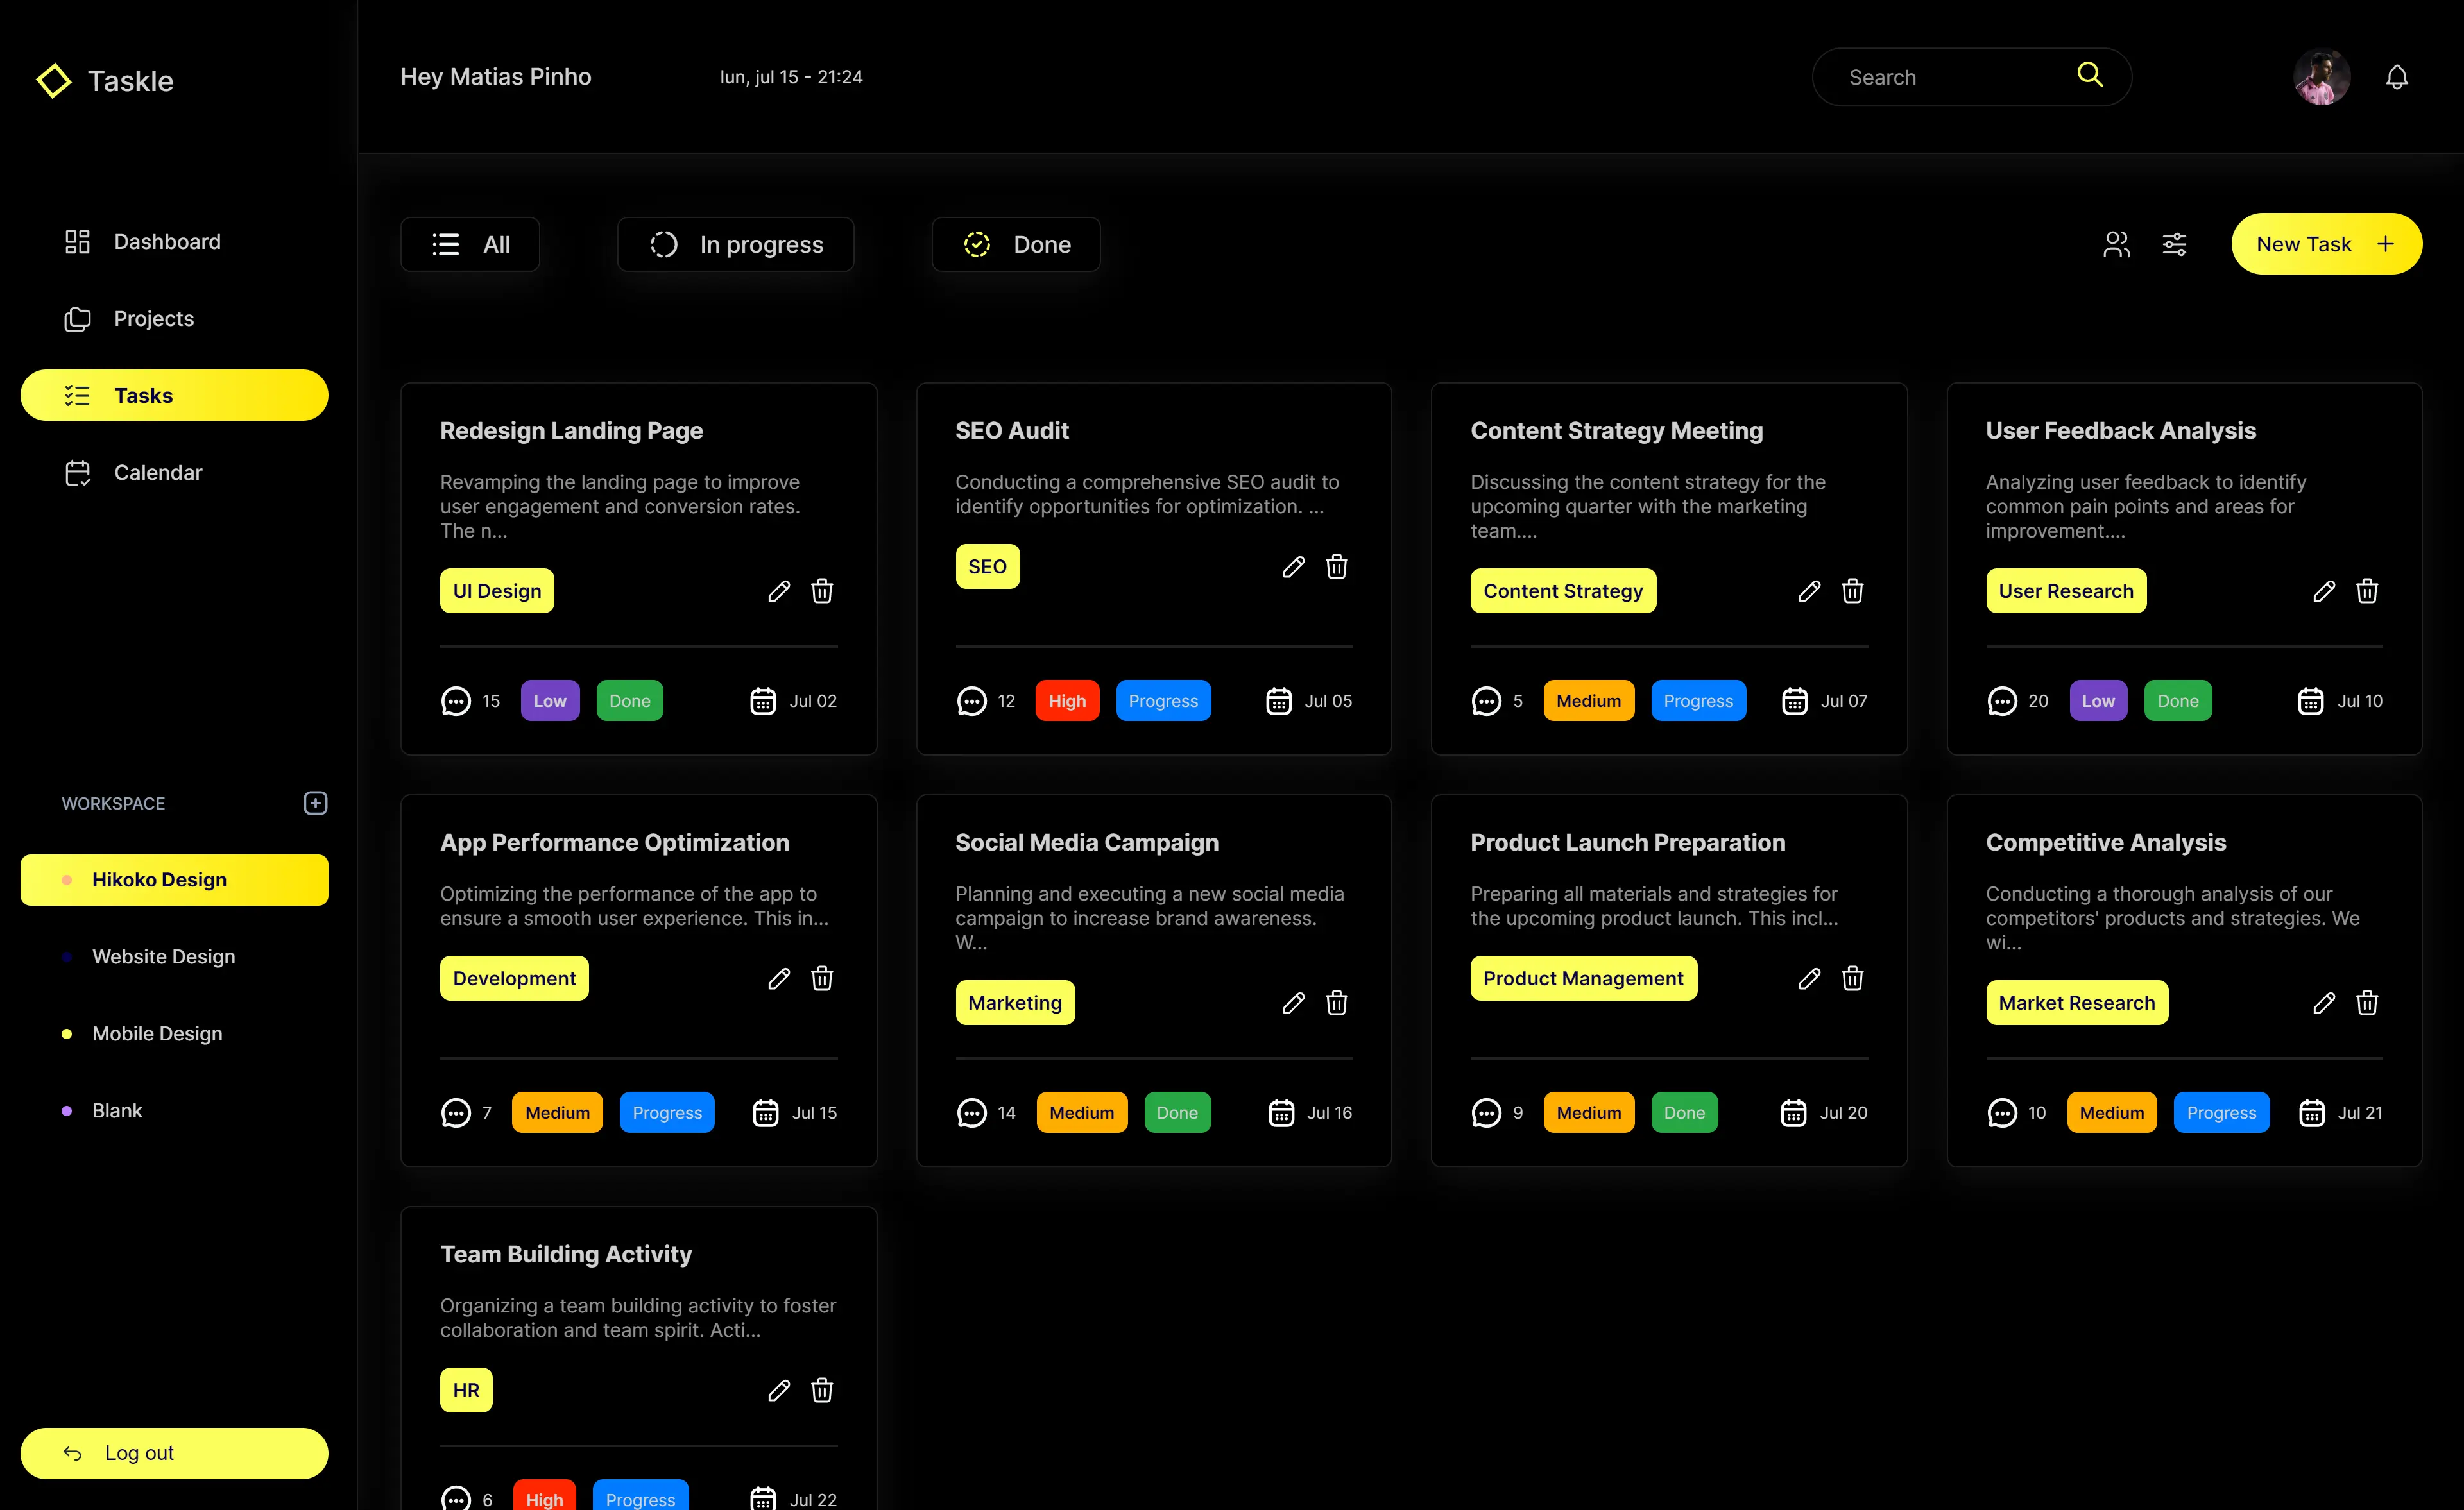 Taskle
Hey Matias Pinho
lun, jul 15 - 21:24
Search
Dashboard
Projects
Tasks
Calendar
WORKSPACE
Hikoko Design
Website Design
Mobile Design
Blank
Log out
All
In progress
Done
New Task
Redesign Landing Page
Revamping the landing page to improve
user engagement and conversion rates.
The n...
UI Design
15
Low
Done
Jul 02
SEO Audit
Conducting a comprehensive SEO audit to
identify opportunities for optimization. ...
SEO
12
High
Progress
Jul 05
Content Strategy Meeting
Discussing the content strategy for the
upcoming quarter with the marketing
team....
Content Strategy
5
Medium
Progress
Jul 07
User Feedback Analysis
Analyzing user feedback to identify
common pain points and areas for
improvement....
User Research
20
Low
Done
Jul 10
App Performance Optimization
Optimizing the performance of the app to
ensure a smooth user experience. This in...
Development
7
Medium
Progress
Jul 15
Social Media Campaign
Planning and executing a new social media
campaign to increase brand awareness.
W...
Marketing
14
Medium
Done
Jul 16
Product Launch Preparation
Preparing all materials and strategies for
the upcoming product launch. This incl...
Product Management
9
Medium
Done
Jul 20
Competitive Analysis
Conducting a thorough analysis of our
competitors' products and strategies. We
wi...
Market Research
10
Medium
Progress
Jul 21
Team Building Activity
Organizing a team building activity to foster
collaboration and team spirit. Acti...
HR
6
High
Progress
Jul 22